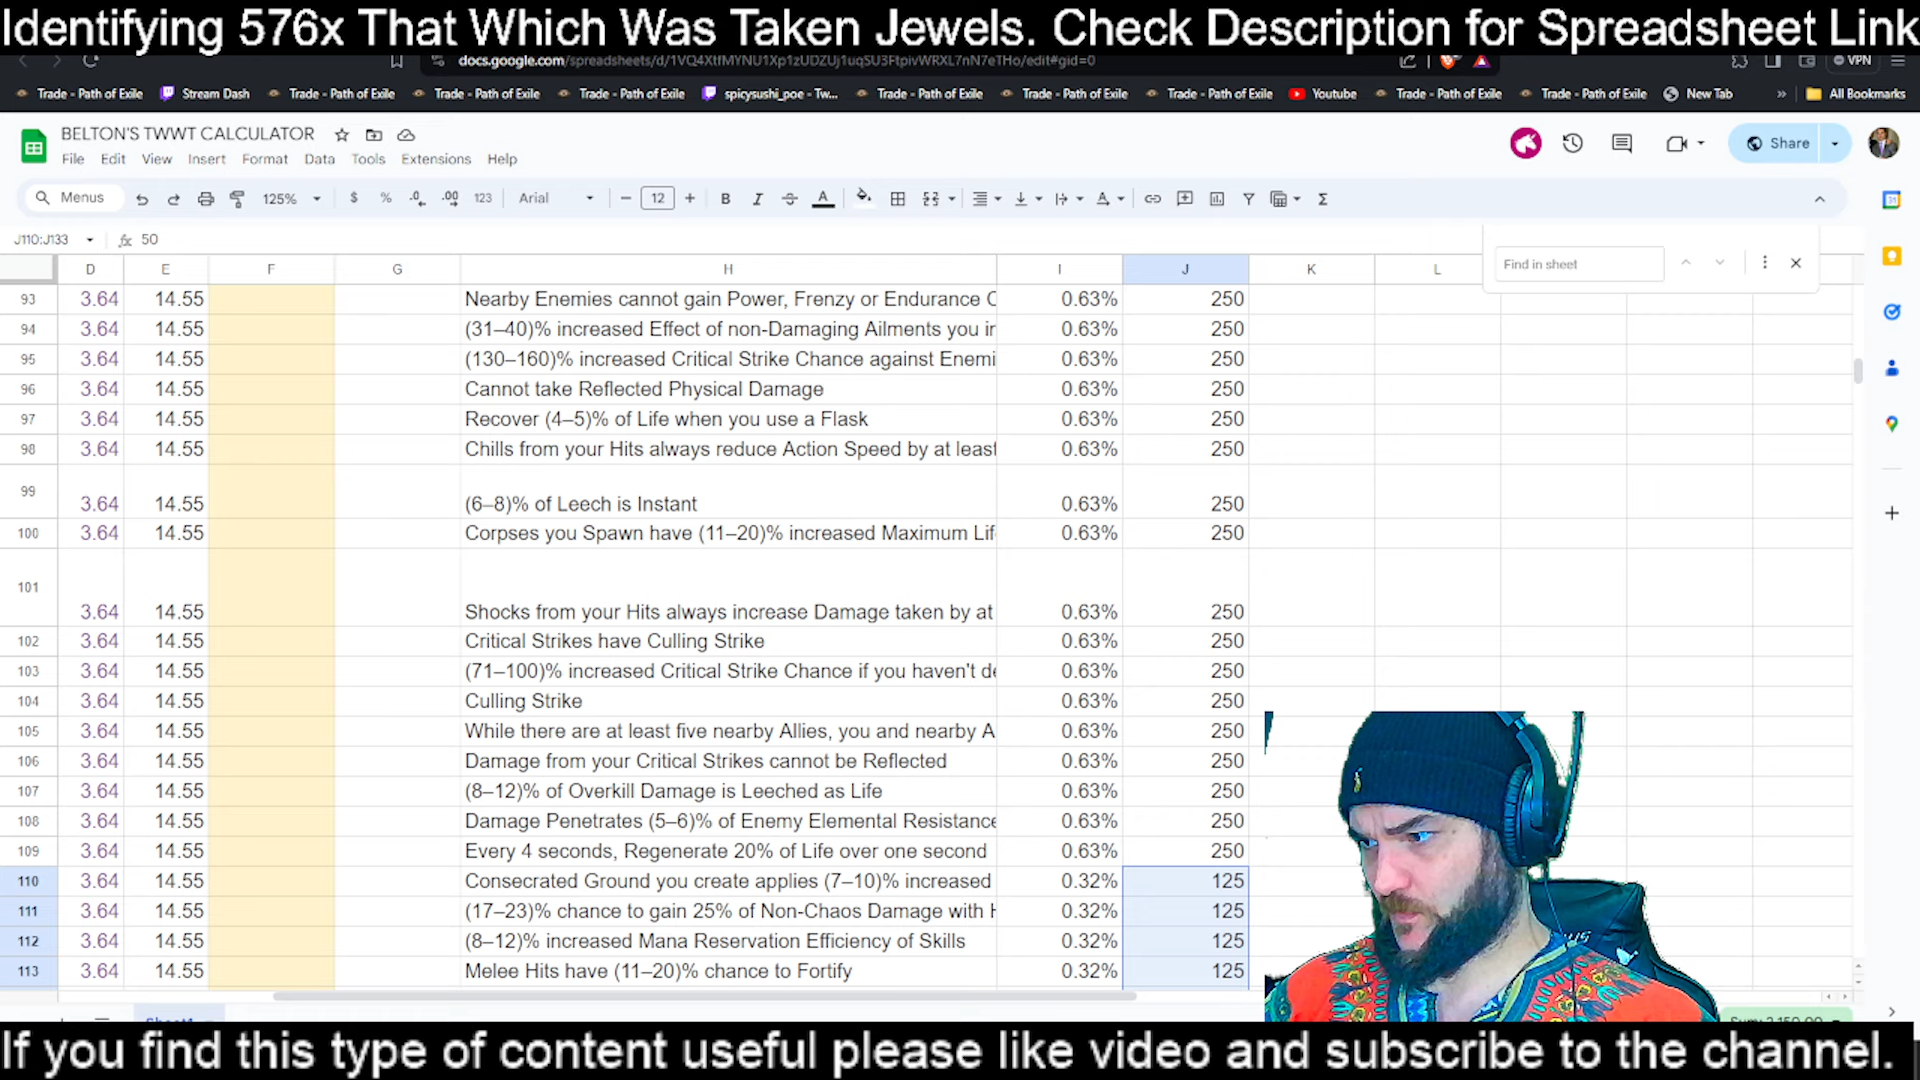 Identifying 576x That Which Was Taken Jewels. Check Description for Spreadsheet Link
docs.google.com/spreadsheets/d/1VQ4XtfMYNU1Xp1zUDZUj1uqSU3FtpivWRXL7nN7eTHo/edit#gid=0
VPN
Trade - Path of Exile
Stream Dash
Trade - Path of Exile
Trade - Path of Exile
Trade - Path of Exile
spicysushi_poe - Tw...
Trade - Path of Exile
Trade - Path of Exile
Trade - Path of Exile
Youtube
Trade - Path of Exile
Trade - Path of Exile
New Tab
»
All Bookmarks
BELTON'S TWWT CALCULATOR
File Edit View Insert Format Data Tools Extensions Help
Share
Menus
125%
$ % .0 .00 123
Arial
12
B I A
J110:J133
fx 50
Find in sheet
D E F G H I J K L
93 3.64 14.55 Nearby Enemies cannot gain Power, Frenzy or Endurance C 0.63% 250
94 3.64 14.55 (31–40)% increased Effect of non-Damaging Ailments you in 0.63% 250
95 3.64 14.55 (130–160)% increased Critical Strike Chance against Enemi 0.63% 250
96 3.64 14.55 Cannot take Reflected Physical Damage 0.63% 250
97 3.64 14.55 Recover (4–5)% of Life when you use a Flask 0.63% 250
98 3.64 14.55 Chills from your Hits always reduce Action Speed by at least 0.63% 250
99 3.64 14.55 (6–8)% of Leech is Instant 0.63% 250
100 3.64 14.55 Corpses you Spawn have (11–20)% increased Maximum Lif 0.63% 250
101 3.64 14.55 Shocks from your Hits always increase Damage taken by at 0.63% 250
102 3.64 14.55 Critical Strikes have Culling Strike 0.63% 250
103 3.64 14.55 (71–100)% increased Critical Strike Chance if you haven't de 0.63% 250
104 3.64 14.55 Culling Strike 0.63% 250
105 3.64 14.55 While there are at least five nearby Allies, you and nearby A 0.63% 250
106 3.64 14.55 Damage from your Critical Strikes cannot be Reflected 0.63% 250
107 3.64 14.55 (8–12)% of Overkill Damage is Leeched as Life 0.63% 250
108 3.64 14.55 Damage Penetrates (5–6)% of Enemy Elemental Resistance 0.63% 250
109 3.64 14.55 Every 4 seconds, Regenerate 20% of Life over one second 0.63% 250
110 3.64 14.55 Consecrated Ground you create applies (7–10)% increased 0.32% 125
111 3.64 14.55 (17–23)% chance to gain 25% of Non-Chaos Damage with H 0.32% 125
112 3.64 14.55 (8–12)% increased Mana Reservation Efficiency of Skills 0.32% 125
113 3.64 14.55 Melee Hits have (11–20)% chance to Fortify 0.32% 125
If you find this type of content useful please like video and subscribe to the channel.